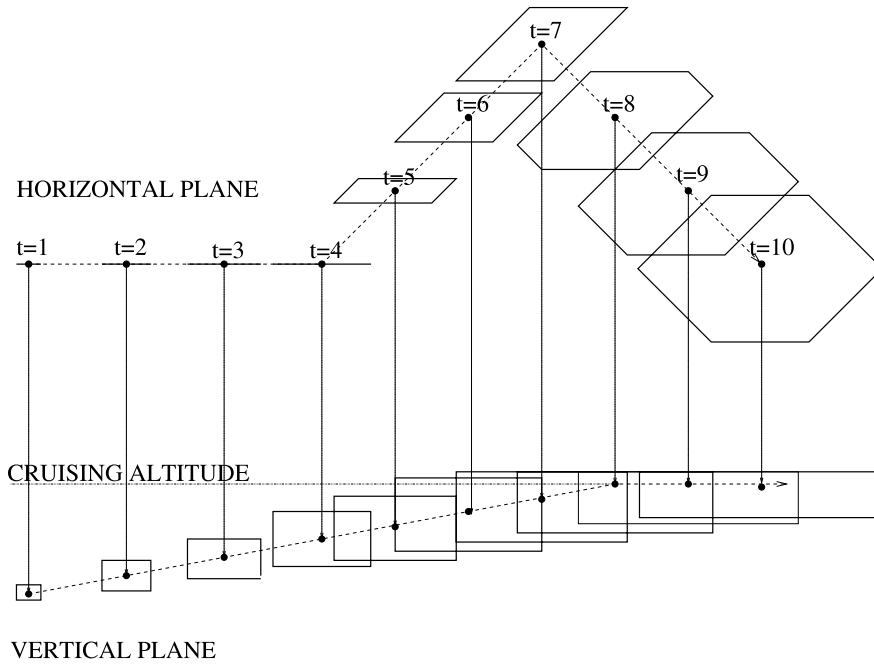 t=7
t=6
t=8
t=5
t=9
HORIZONTAL PLANE
t=1
t=2
t=3
t=4
t=10
CRUISING ALTITUDE
VERTICAL PLANE